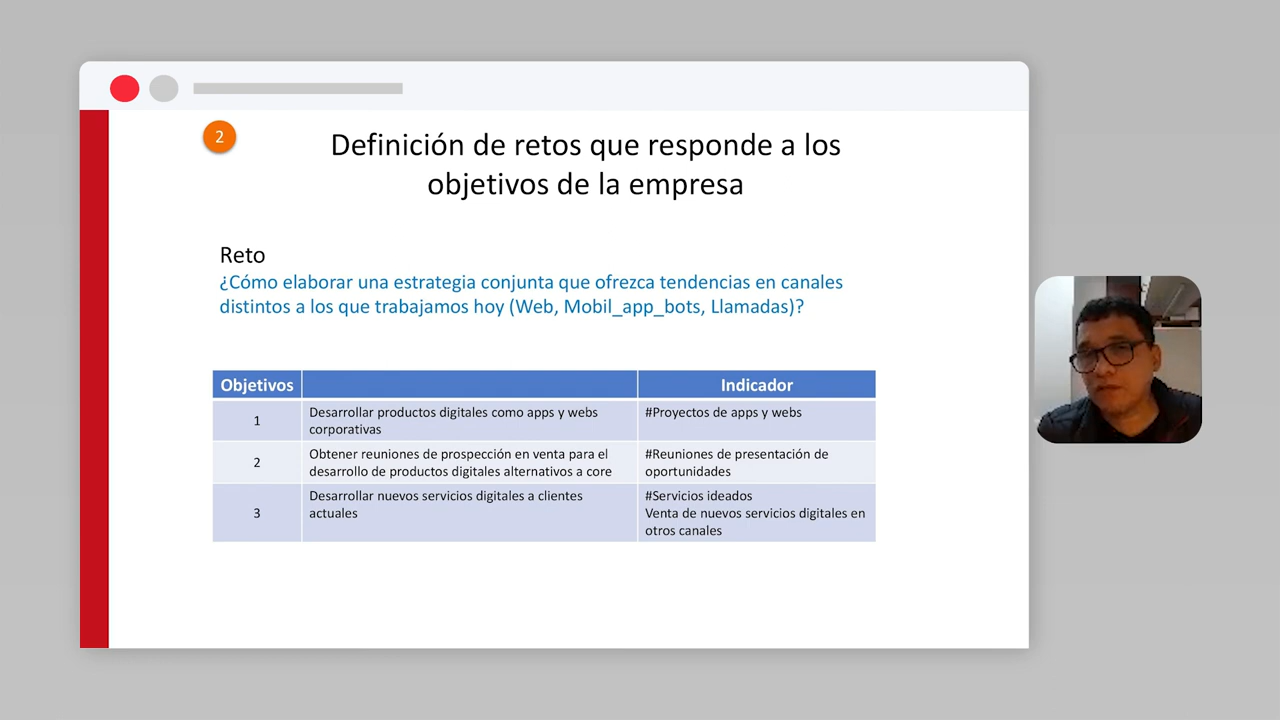 2
Definición de retos que responde a los
objetivos de la empresa
Reto
¿Cómo elaborar una estrategia conjunta que ofrezca tendencias en canales
distintos a los que trabajamos hoy (Web, Mobil_app_bots, Llamadas)?
Objetivos Indicador
1 Desarrollar productos digitales como apps y webs #Proyectos de apps y webs
corporativas
2 Obtener reuniones de prospección en venta para el #Reuniones de presentación de
desarrollo de productos digitales alternativos a core oportunidades
3 Desarrollar nuevos servicios digitales a clientes #Servicios ideados
actuales Venta de nuevos servicios digitales en
otros canales